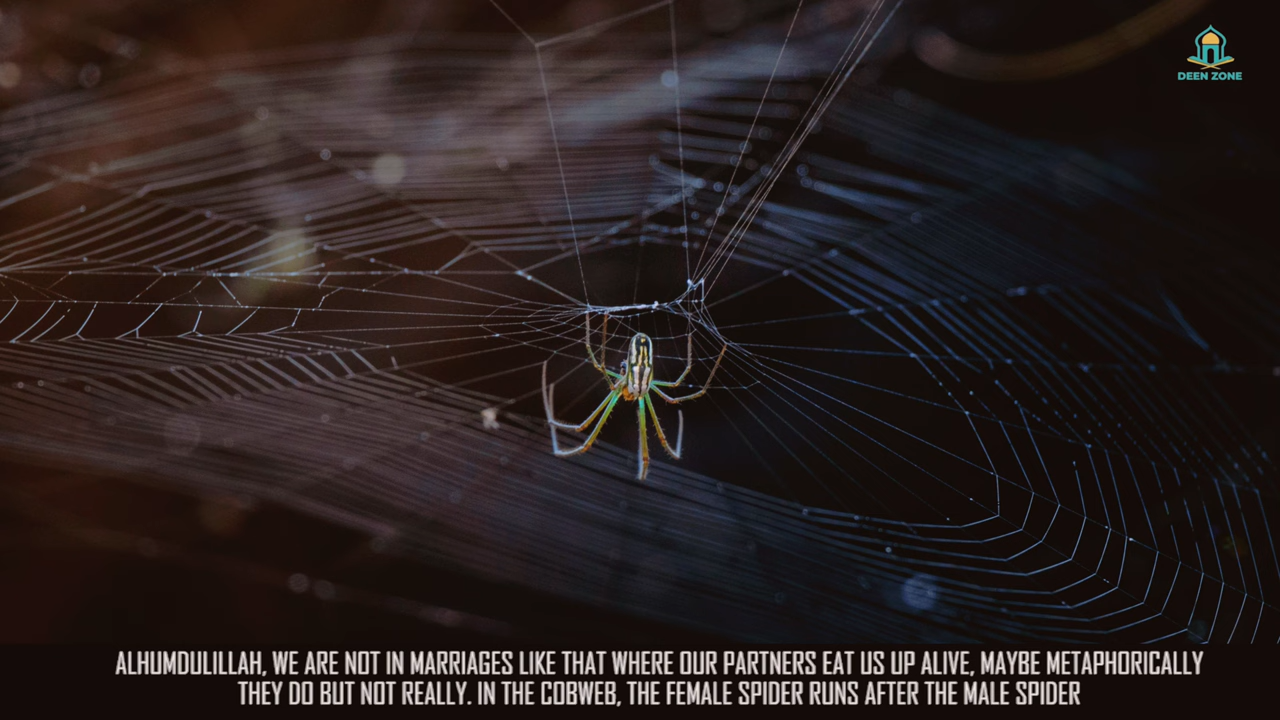 DEEN ZONE
ALHUMDULILLAH, WE ARE NOT IN MARRIAGES LIKE THAT WHERE OUR PARTNERS EAT US UP ALIVE, MAYBE METAPHORICALLY
THEY DO BUT NOT REALLY. IN THE COBWEB, THE FEMALE SPIDER RUNS AFTER THE MALE SPIDER